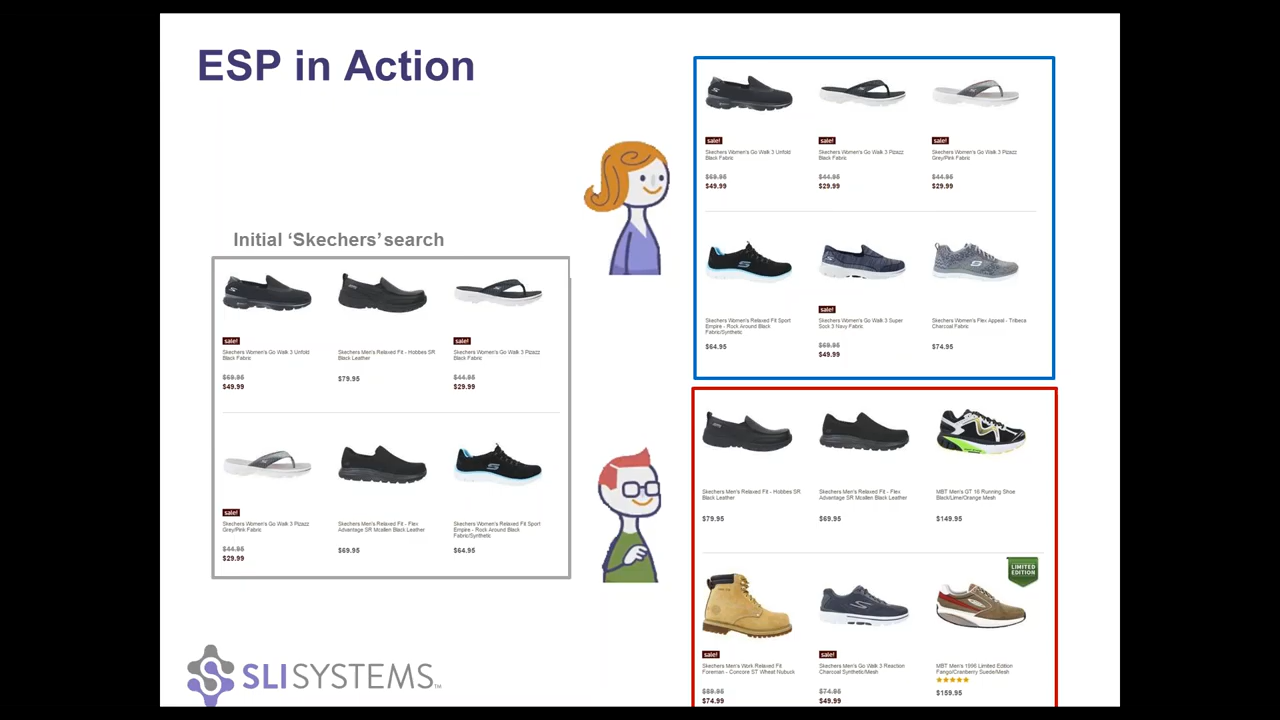 ESP in Action
Initial ‘Skechers’ search
sale!
Skechers Women's Go Walk 3 Unfold
Black Fabric
$69.95
$49.99
Skechers Men's Relaxed Fit - Hobbes SR
Black Leather
$79.95
sale!
Skechers Women's Go Walk 3 Pizazz
Black Fabric
$44.95
$29.99
sale!
Skechers Women's Go Walk 3 Pizazz
Grey/Pink Fabric
$44.95
$29.99
Skechers Men's Relaxed Fit - Flex
Advantage SR Mcallen Black Leather
$69.95
Skechers Women's Relaxed Fit Sport
Empire - Rock Around Black
Fabric/Synthetic
$64.95
sale!
Skechers Women's Go Walk 3 Unfold
Black Fabric
$69.95
$49.99
sale!
Skechers Women's Go Walk 3 Pizazz
Black Fabric
$44.95
$29.99
sale!
Skechers Women's Go Walk 3 Pizazz
Grey/Pink Fabric
$44.95
$29.99
Skechers Women's Relaxed Fit Sport
Empire - Rock Around Black
Fabric/Synthetic
$64.95
sale!
Skechers Women's Go Walk 3 Super
Sock 3 Navy Fabric
$69.95
$49.99
Skechers Women's Flex Appeal - Tribeca
Charcoal Fabric
$74.95
Skechers Men's Relaxed Fit - Hobbes SR
Black Leather
$79.95
Skechers Men's Relaxed Fit - Flex
Advantage SR Mcallen Black Leather
$69.95
MBT Men's GT 16 Running Shoe
Black/Lime/Orange Mesh
$149.95
sale!
Skechers Men's Work Relaxed Fit
Foreman - Concore ST Wheat Nubuck
$89.95
$74.99
sale!
Skechers Men's Go Walk 3 Reaction
Charcoal Synthetic/Mesh
$74.95
$49.99
LIMITED
EDITION
MBT Men's 1996 Limited Edition
Fango/Cranberry Suede/Mesh
$159.95
SLISYSTEMS™